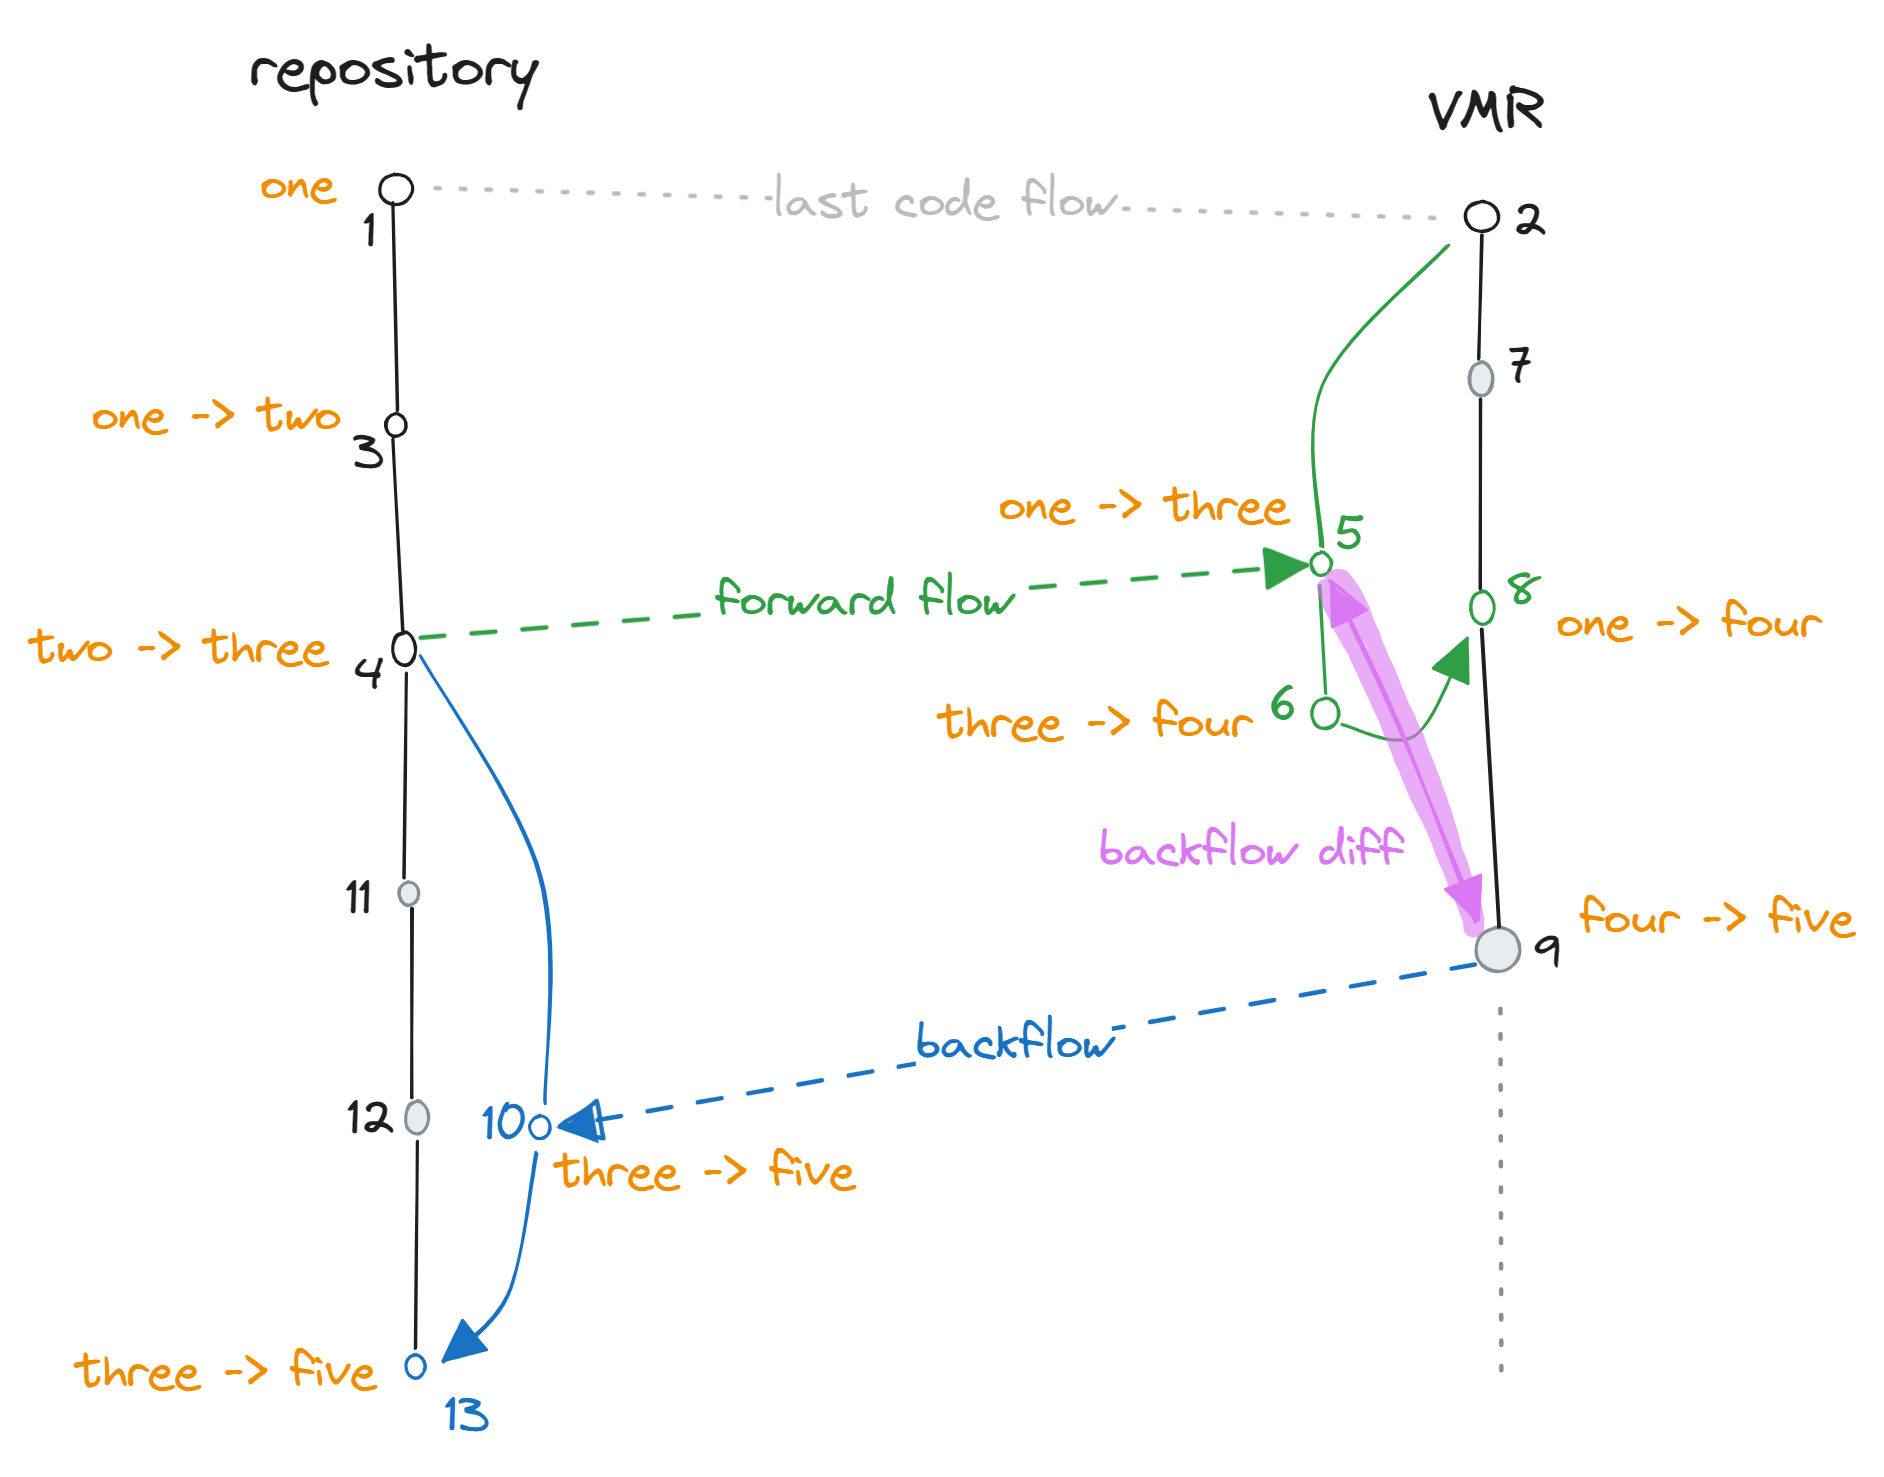 repository
VMR
one
last code flow
1
2
7
one -> two
3
one -> three
5
forward flow
8
one -> four
two -> three
4
three -> four
6
backflow diff
11
four -> five
9
backflow
12
10
three -> five
three -> five
13